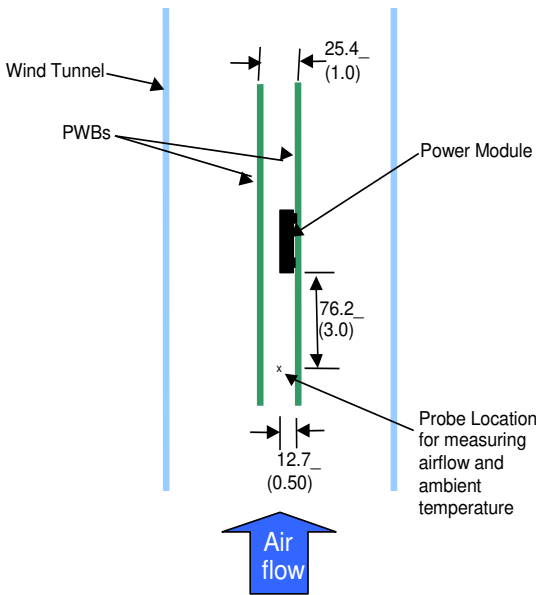 25.4_
(1.0)
Wind Tunnel
PWBs
Power Module
76.2_
(3.0)
x
Probe Location
for measuring
airflow and
ambient
temperature
12.7_
(0.50)
Air
flow